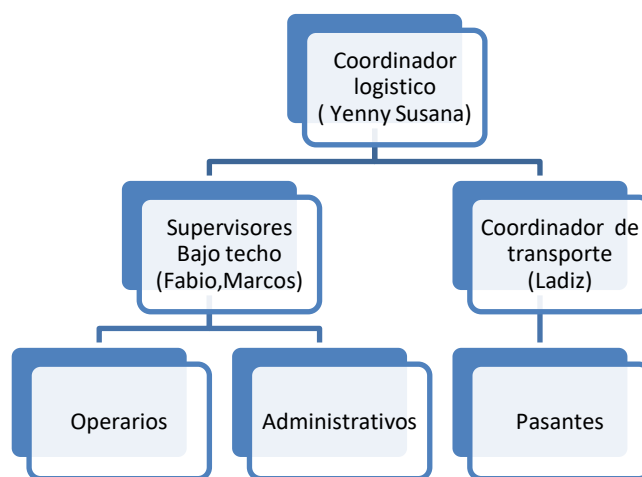 Coordinador
logistico
( Yenny Susana)
Supervisores
Bajo techo
(Fabio,Marcos)
Coordinador de
transporte
(Ladiz)
Operarios
Administrativos
Pasantes